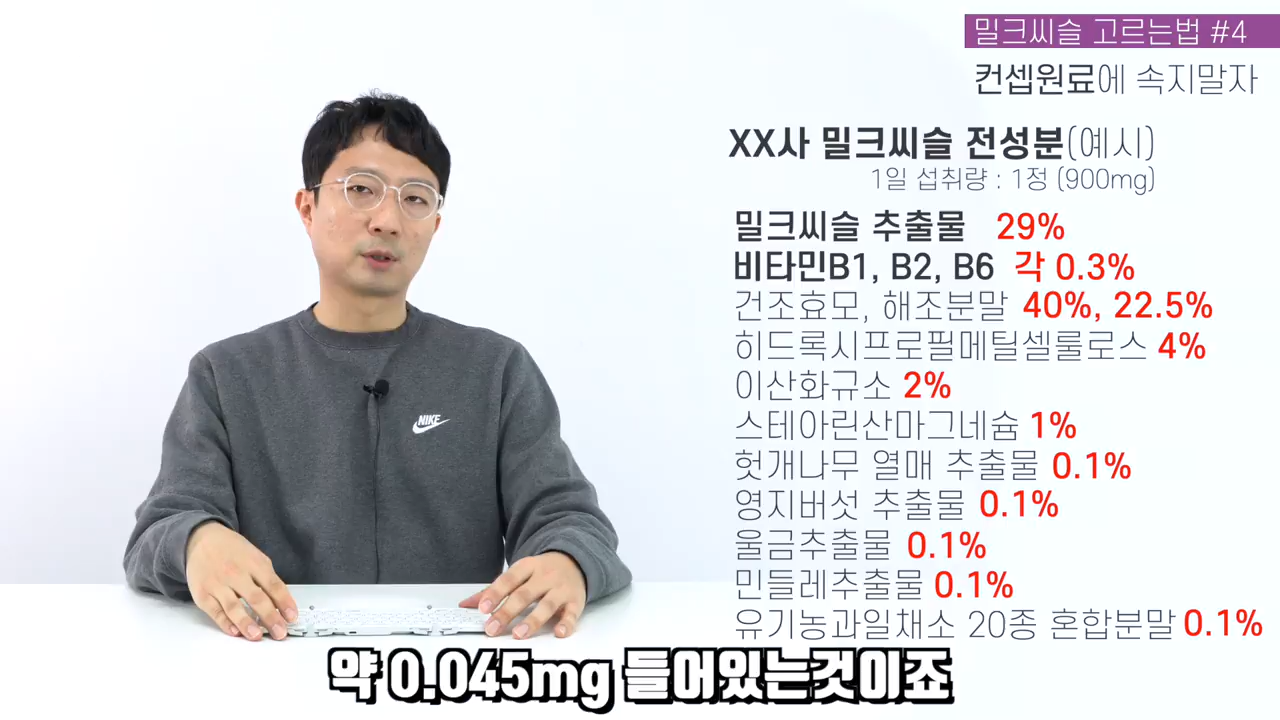 밀크씨슬 고르는법 #4
컨셉원료에 속지말자
XX사 밀크씨슬 전성분(예시)
1일 섭취량 : 1정 (900mg)
밀크씨슬 추출물 29%
비타민B1, B2, B6 각 0.3%
건조효모, 해조분말 40%, 22.5%
히드록시프로필메틸셀룰로스 4%
이산화규소 2%
스테아린산마그네슘 1%
헛개나무 열매 추출물 0.1%
영지버섯 추출물 0.1%
울금추출물 0.1%
민들레추출물 0.1%
유기농과일채소 20종 혼합분말 0.1%
NIKE
약 0.045mg 들어있는것이죠